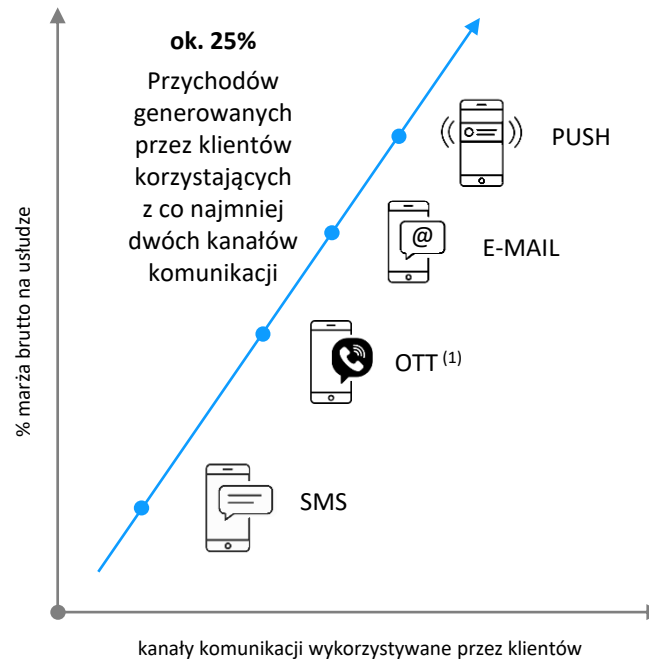 ok. 25%
Przychodów
generowanych
przez klientów
korzystających
z co najmniej
dwóch kanałów
komunikacji
PUSH
@
E-MAIL
OTT (1)
SMS
% marża brutto na usłudze
kanały komunikacji wykorzystywane przez klientów